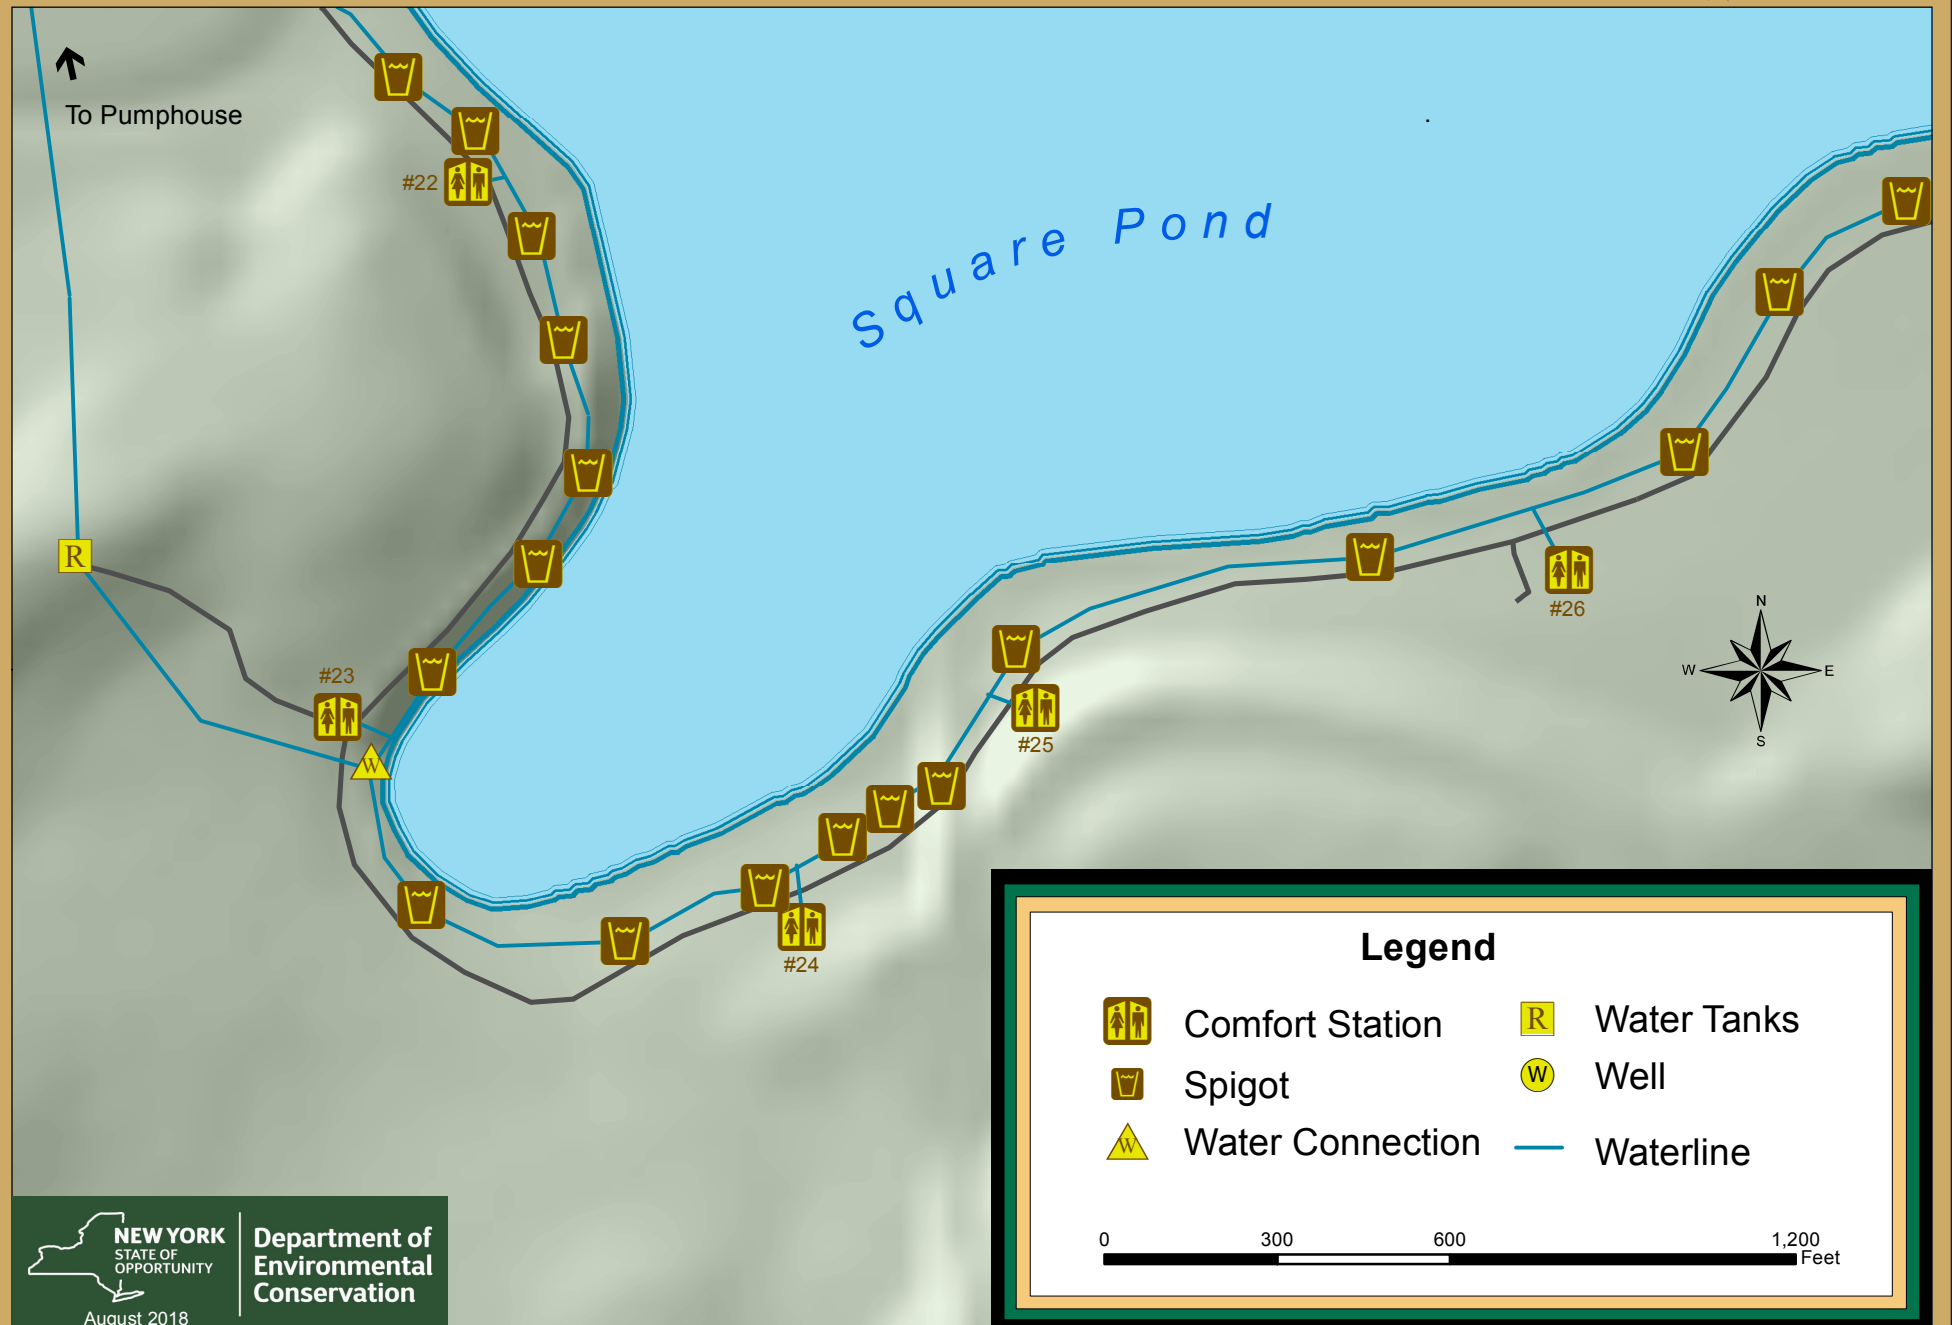 To Pumphouse
#22
Square Pond
R
#23
W
#26
#25
#24
N
W E
S
Legend
Comfort Station
R Water Tanks
Spigot
W Well
W Water Connection
Waterline
0 300 600 1,200
Feet
NEW YORK
STATE OF
OPPORTUNITY
Department of
Environmental
Conservation
August 2018